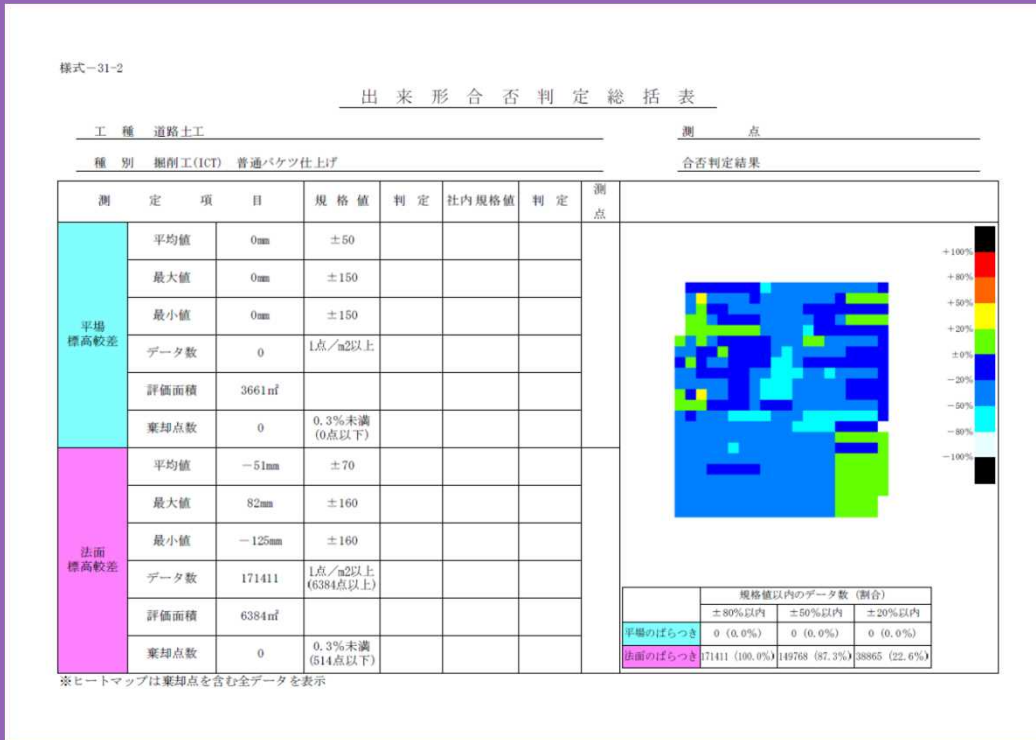 様式－31-2
出来形合否判定総括表
工種 道路土工
測点
種別 掘削工(ICT) 普通バケツ仕上げ
合否判定結果
測定項目 規格値 判定 社内規格値 判定 測点
平場標高較差
平均値 0mm ±50
最大値 0mm ±150
最小値 0mm ±150
データ数 0 1点／m2以上
評価面積 3661㎡
棄却点数 0 0.3%未満 (0点以下)
法面標高較差
平均値 －51mm ±70
最大値 82mm ±160
最小値 －125mm ±160
データ数 171411 1点／m2以上 (6384点以上)
評価面積 6384㎡
棄却点数 0 0.3%未満 (514点以下)
+100%
+80%
+50%
+20%
±0%
－20%
－50%
－80%
－100%
規格値以内のデータ数（割合）
±80%以内 ±50%以内 ±20%以内
平場のばらつき 0 (0.0%) 0 (0.0%) 0 (0.0%)
法面のばらつき 171411 (100.0%) 149768 (87.3%) 38865 (22.6%)
※ヒートマップは棄却点を含む全データを表示